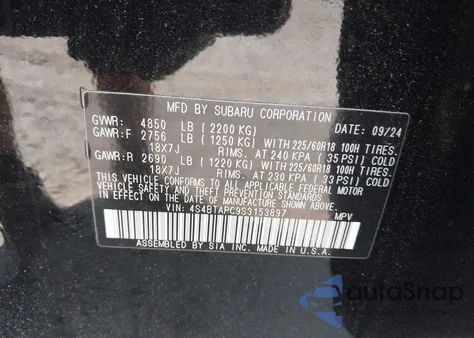 MFD BY SUBARU CORPORATION
GVWR: 4850 LB ( 2200 KG) DATE: 09/24
GAWR:F 2756 LB ( 1250 KG) WITH 225/60R18 100H TIRES.
18X7J RIMS. AT 240 KPA ( 35 PSI) COLD
GAWR:R 2690 LB ( 1220 KG) WITH 225/60R18 100H TIRES.
18X7J RIMS. AT 230 KPA ( 33 PSI) COLD
THIS VEHICLE CONFORMS TO ALL APPLICABLE FEDERAL MOTOR
VEHICLE SAFETY, BUMPER, AND THEFT PREVENTION STANDARDS
IN EFFECT ON THE DATE OF MANUFACTURE SHOWN ABOVE.
VIN: 4S4BTAPC9S3153897 MPV
ASSEMBLED BY SIA INC. MADE IN U.S.A.
autoSnap